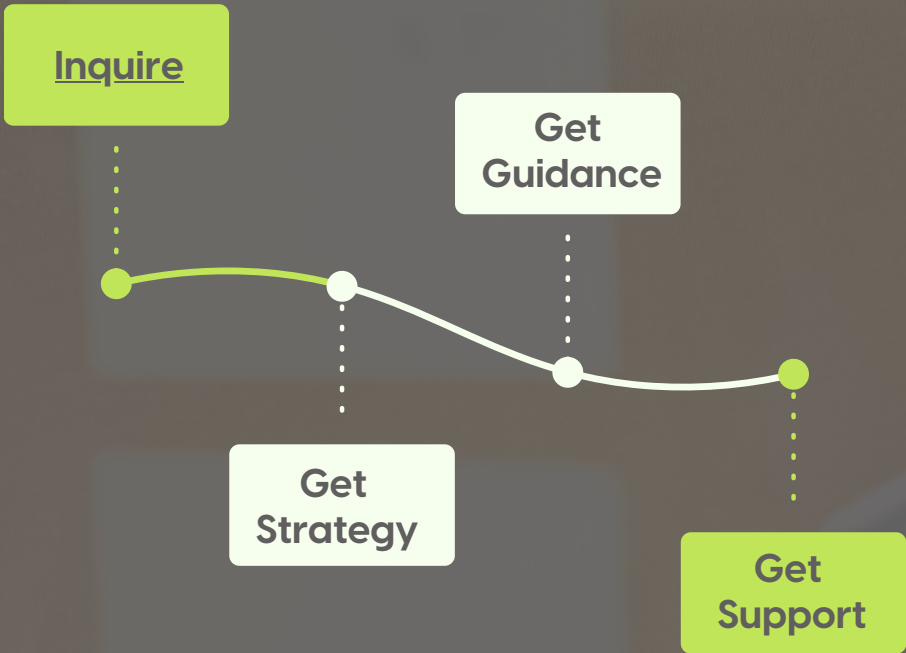 Inquire
Get
Strategy
Get
Guidance
Get
Support